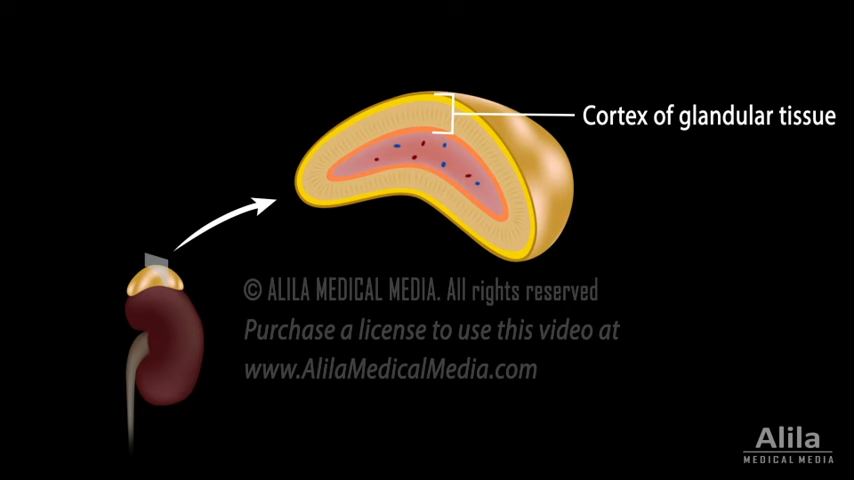 Cortex of glandular tissue
© ALILA MEDICAL MEDIA. All rights reserved
Purchase a license to use this video at
www.AlilaMedicalMedia.com
Alila
MEDICAL MEDIA